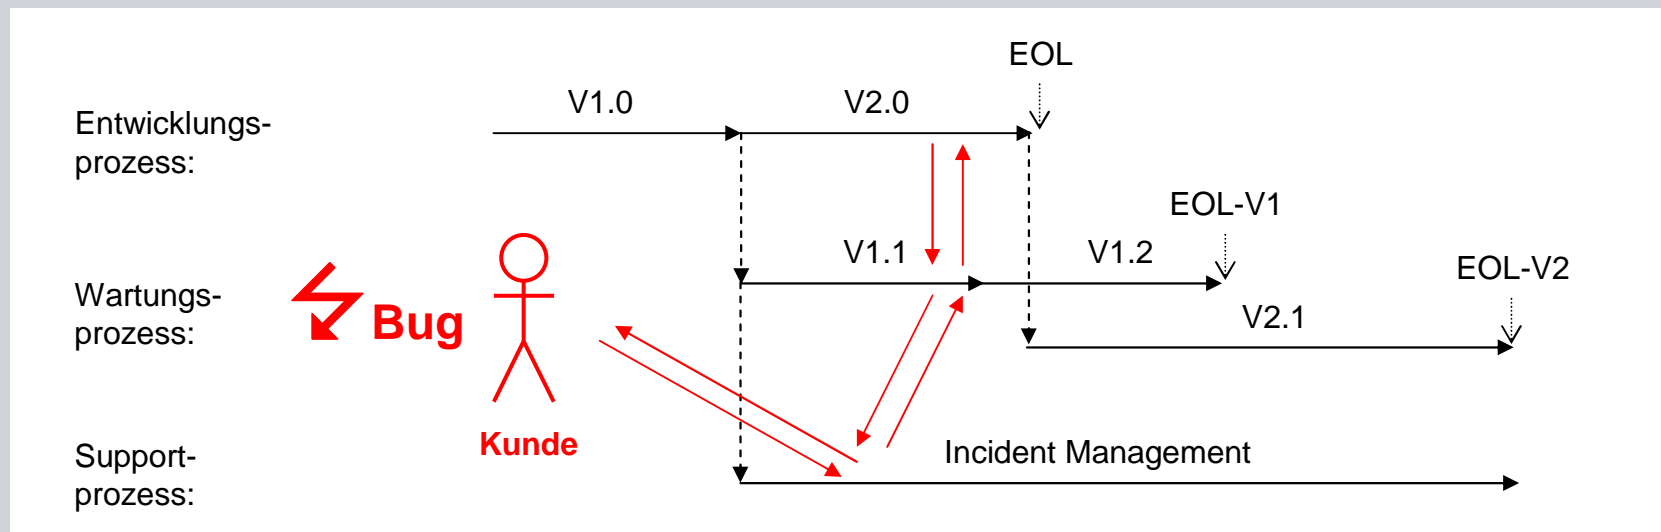 EOL
V1.0
V2.0
Entwicklungs-
prozess:
EOL-V1
V1.1
V1.2
EOL-V2
Wartungs-
prozess:
Bug
V2.1
Kunde
Support-
prozess:
Incident Management